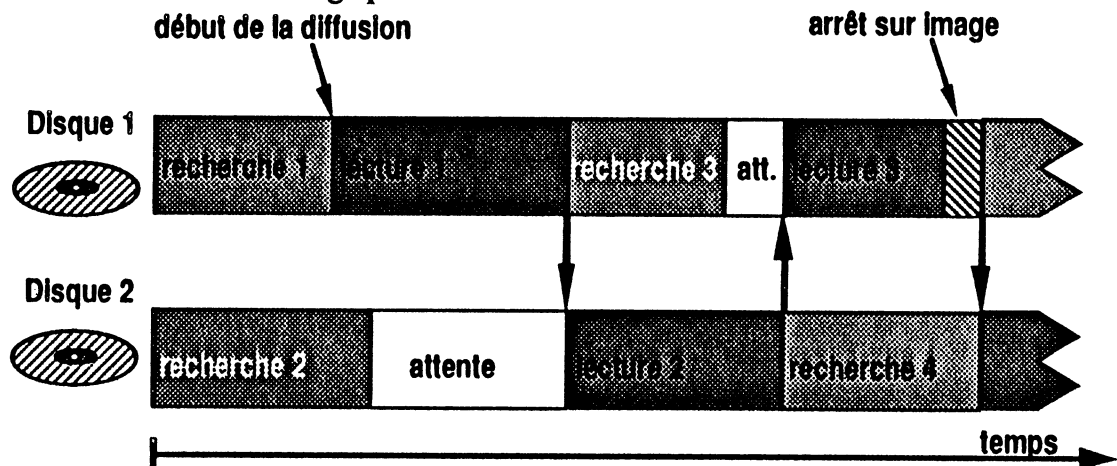 début de la diffusion
arrêt sur image
Disque 1
recherche 1 lecture 1 recherche 3 att. lecture 3
Disque 2
recherche 2 attente lecture 2 recherche 4
temps